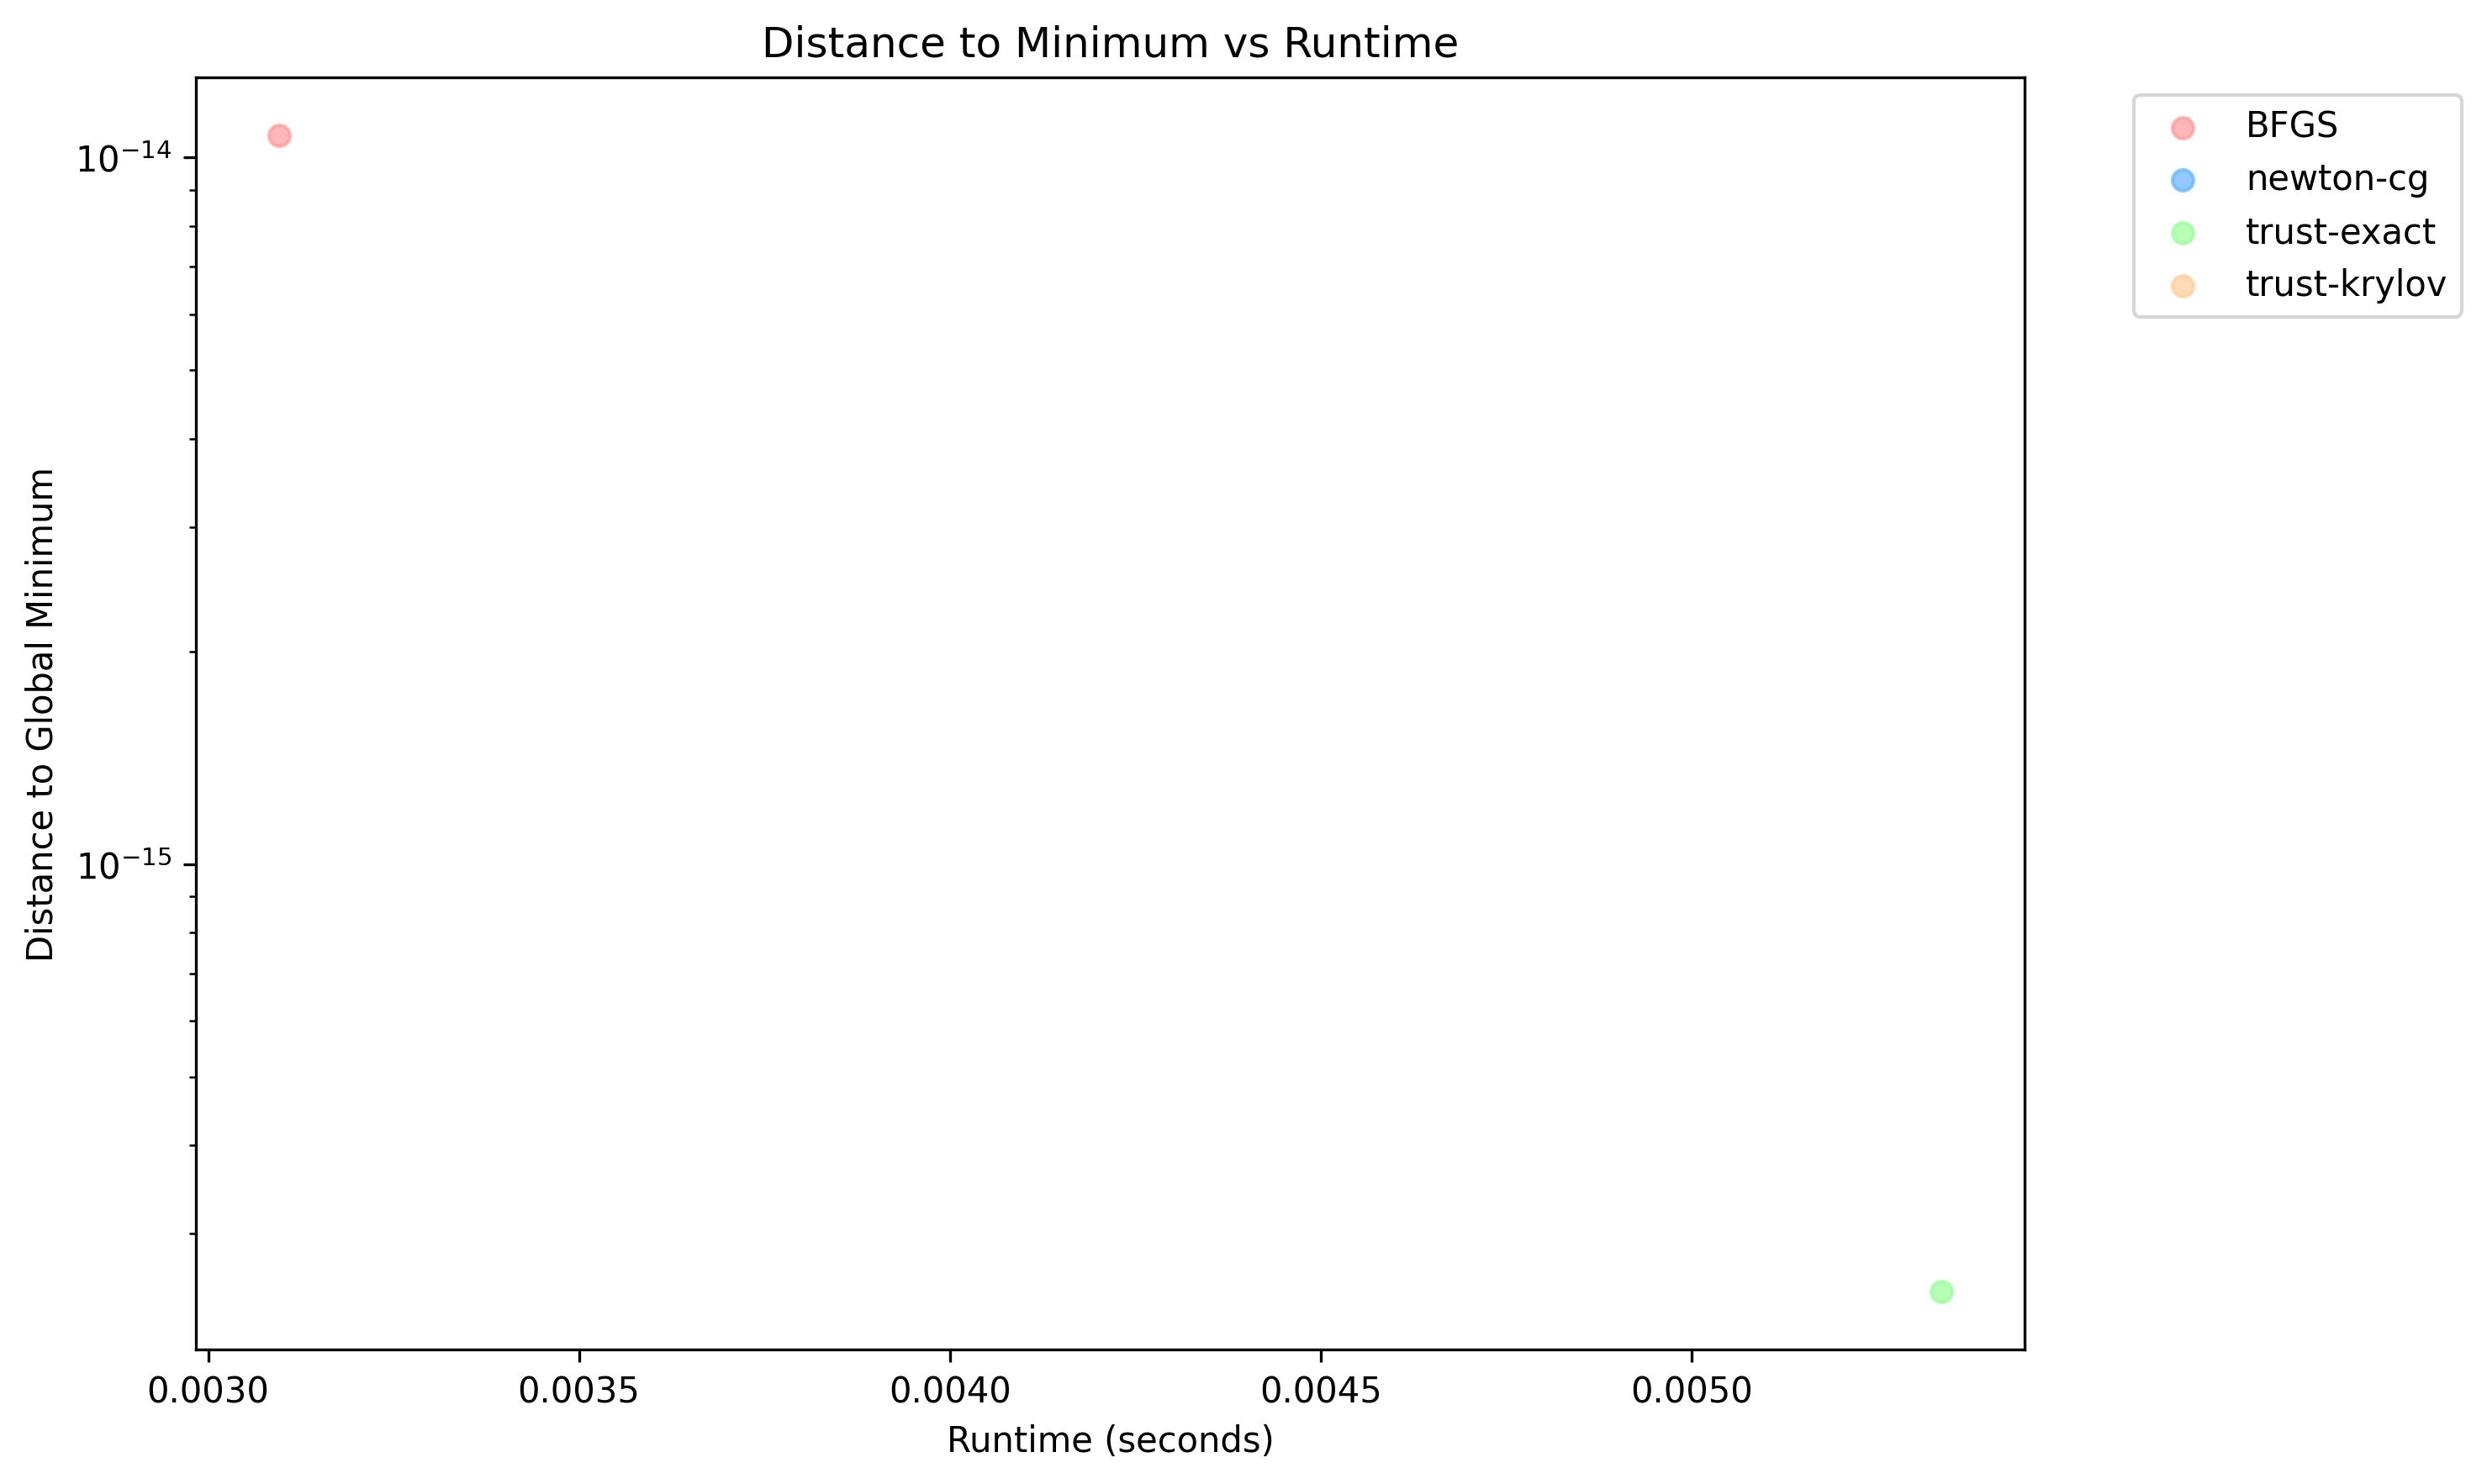 Distance to Minimum vs Runtime
BFGS
newton-cg
trust-exact
trust-krylov
10⁻¹⁴
10⁻¹⁵
Distance to Global Minimum
0.0030 0.0035 0.0040 0.0045 0.0050
Runtime (seconds)